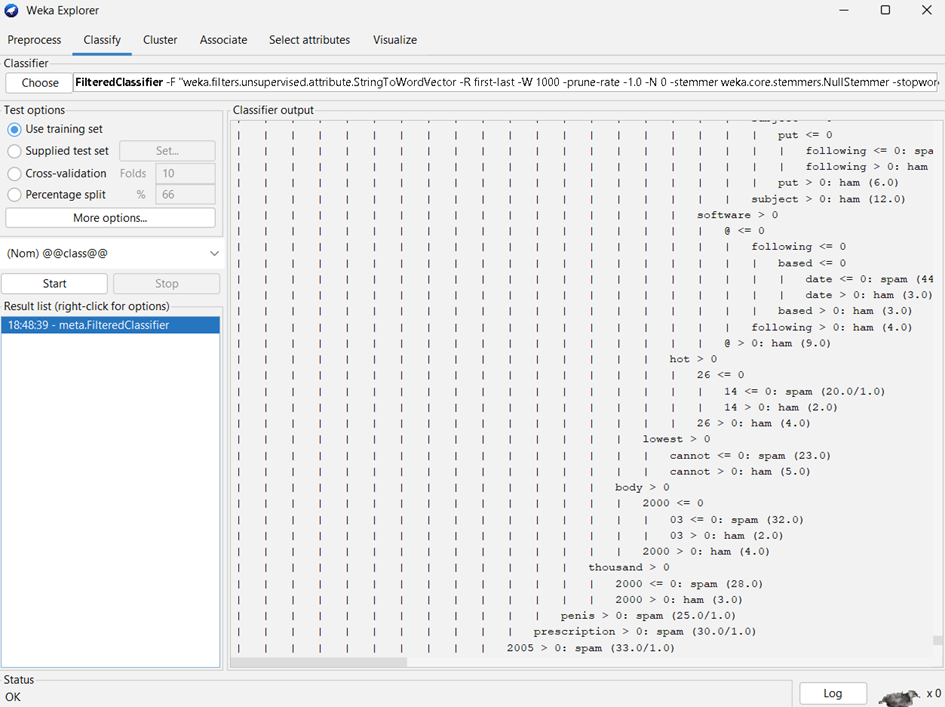 Weka Explorer
Preprocess Classify Cluster Associate Select attributes Visualize
Classifier
Choose FilteredClassifier -F "weka.filters.unsupervised.attribute.StringToWordVector -R first-last -W 1000 -prune-rate -1.0 -N 0 -stemmer weka.core.stemmers.NullStemmer -stopwor
Test options
Use training set
Supplied test set Set...
Cross-validation Folds 10
Percentage split % 66
More options...
(Nom) @@class@@
Start Stop
Result list (right-click for options)
18:48:39 - meta.FilteredClassifier
Classifier output
put <= 0
| following <= 0: spa
| following > 0: ham
put > 0: ham (6.0)
subject > 0: ham (12.0)
software > 0
| @ <= 0
| | following <= 0
| | | based <= 0
| | | | date <= 0: spam (44
| | | | date > 0: ham (3.0)
| | | based > 0: ham (3.0)
| | following > 0: ham (4.0)
| @ > 0: ham (9.0)
hot > 0
| 26 <= 0
| | 14 <= 0: spam (20.0/1.0)
| | 14 > 0: ham (2.0)
| 26 > 0: ham (4.0)
lowest > 0
| cannot <= 0: spam (23.0)
| cannot > 0: ham (5.0)
body > 0
| 2000 <= 0
| | 03 <= 0: spam (32.0)
| | 03 > 0: ham (2.0)
| 2000 > 0: ham (4.0)
thousand > 0
| 2000 <= 0: spam (28.0)
| 2000 > 0: ham (3.0)
penis > 0: spam (25.0/1.0)
prescription > 0: spam (30.0/1.0)
2005 > 0: spam (33.0/1.0)
Status
OK
Log
x 0